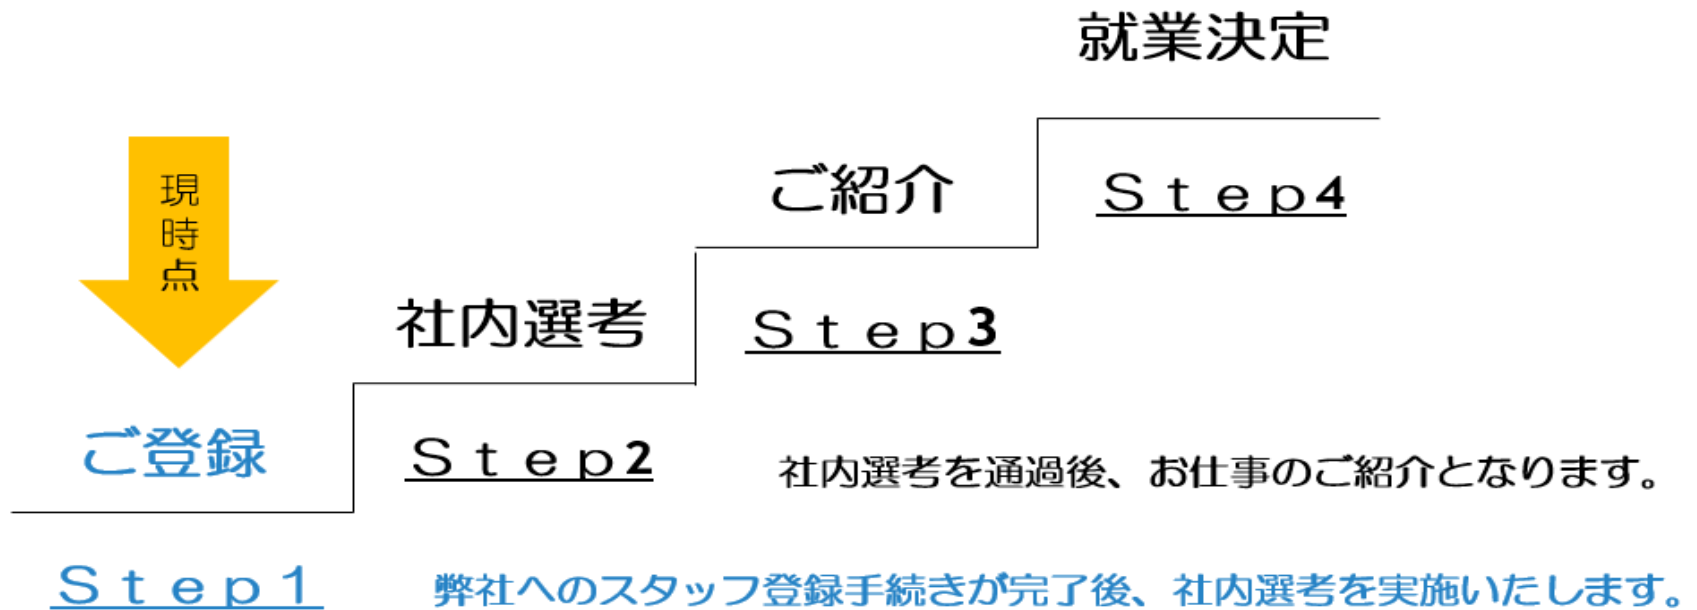 就業決定
現時点
ご紹介
Ｓｔｅｐ4
社内選考
Ｓｔｅｐ3
ご登録
Ｓｔｅｐ2
社内選考を通過後、お仕事のご紹介となります。
Ｓｔｅｐ１
弊社へのスタッフ登録手続きが完了後、社内選考を実施いたします。